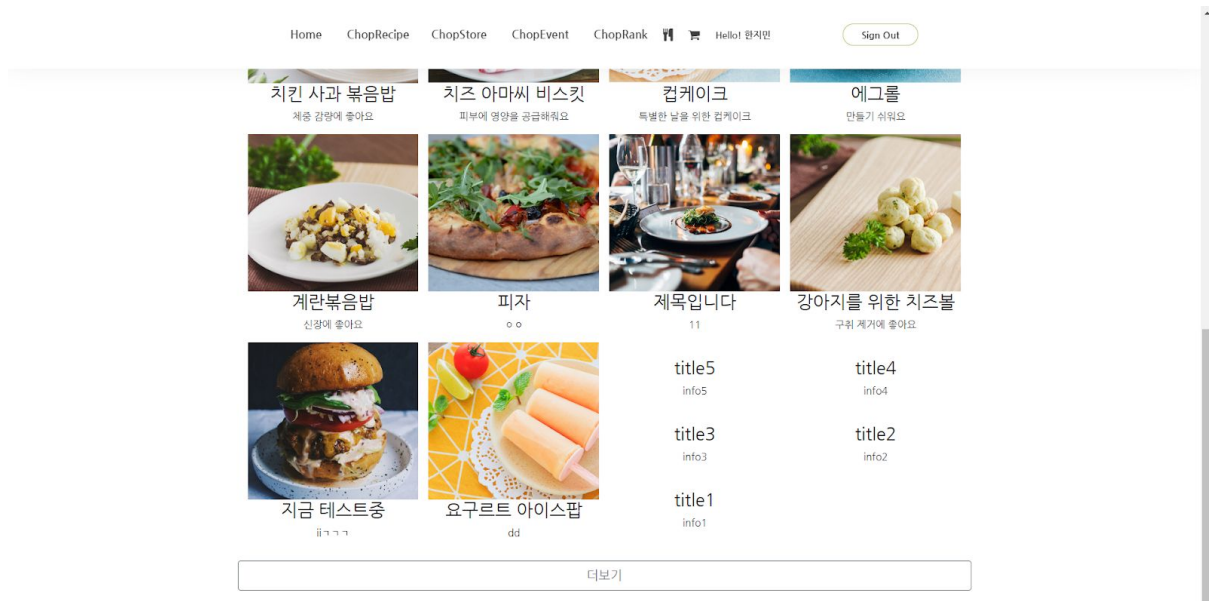 Home ChopRecipe ChopStore ChopEvent ChopRank Hello! 한지민 Sign Out
치킨 사과 볶음밥 치즈 아마씨 비스킷 컵케이크 에그롤
체중 감량에 좋아요 피부에 영양을 공급해줘요 특별한 날을 위한 컵케이크 만들기 쉬워요
계란볶음밥 피자 제목입니다 강아지를 위한 치즈볼
신장에 좋아요 ㅇㅇ 11 구취 제거에 좋아요
title5 title4
info5 info4
title3 title2
info3 info2
지금 테스트중 요구르트 아이스팝 title1
iiㄱㄱㄱ dd info1
더보기